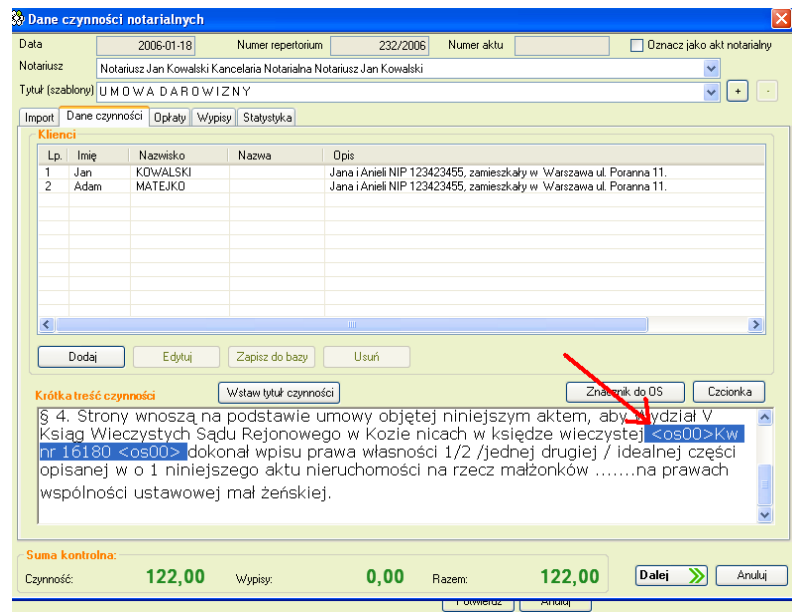 Dane czynności notarialnych
Data 2006-01-18 Numer repertorium 232/2006 Numer aktu Oznacz jako akt notarialny
Notariusz Notariusz Jan Kowalski Kancelaria Notarialna Notariusz Jan Kowalski
Tytuł (szablony) U M O W A D A R O W I Z N Y + -
Import Dane czynności Opłaty Wypisy Statystyka
Klienci
Lp. Imię Nazwisko Nazwa Opis
1 Jan KOWALSKI Jana i Anieli NIP 123423455, zamieszkały w Warszawa ul. Poranna 11.
2 Adam MATEJKO Jana i Anieli NIP 123423455, zamieszkały w Warszawa ul. Poranna 11.
Dodaj Edytuj Zapisz do bazy Usuń
Krótka treść czynności Wstaw tytuł czynności Znacznik do OS Czcionka
§ 4. Strony wnoszą na podstawie umowy objętej niniejszym aktem, aby Wydział V
Ksiąg Wieczystych Sądu Rejonowego w Kozie nicach w księdze wieczystej <os00>Kw
nr 16180 <os00> dokonał wpisu prawa własności 1/2 /jednej drugiej / idealnej części
opisanej w o 1 niniejszego aktu nieruchomości na rzecz małżonków .......na prawach
wspólności ustawowej mał żeńskiej.
Suma kontrolna:
Czynność: 122,00 Wypisy: 0,00 Razem: 122,00 Dalej Anuluj
Potwierdź Anuluj